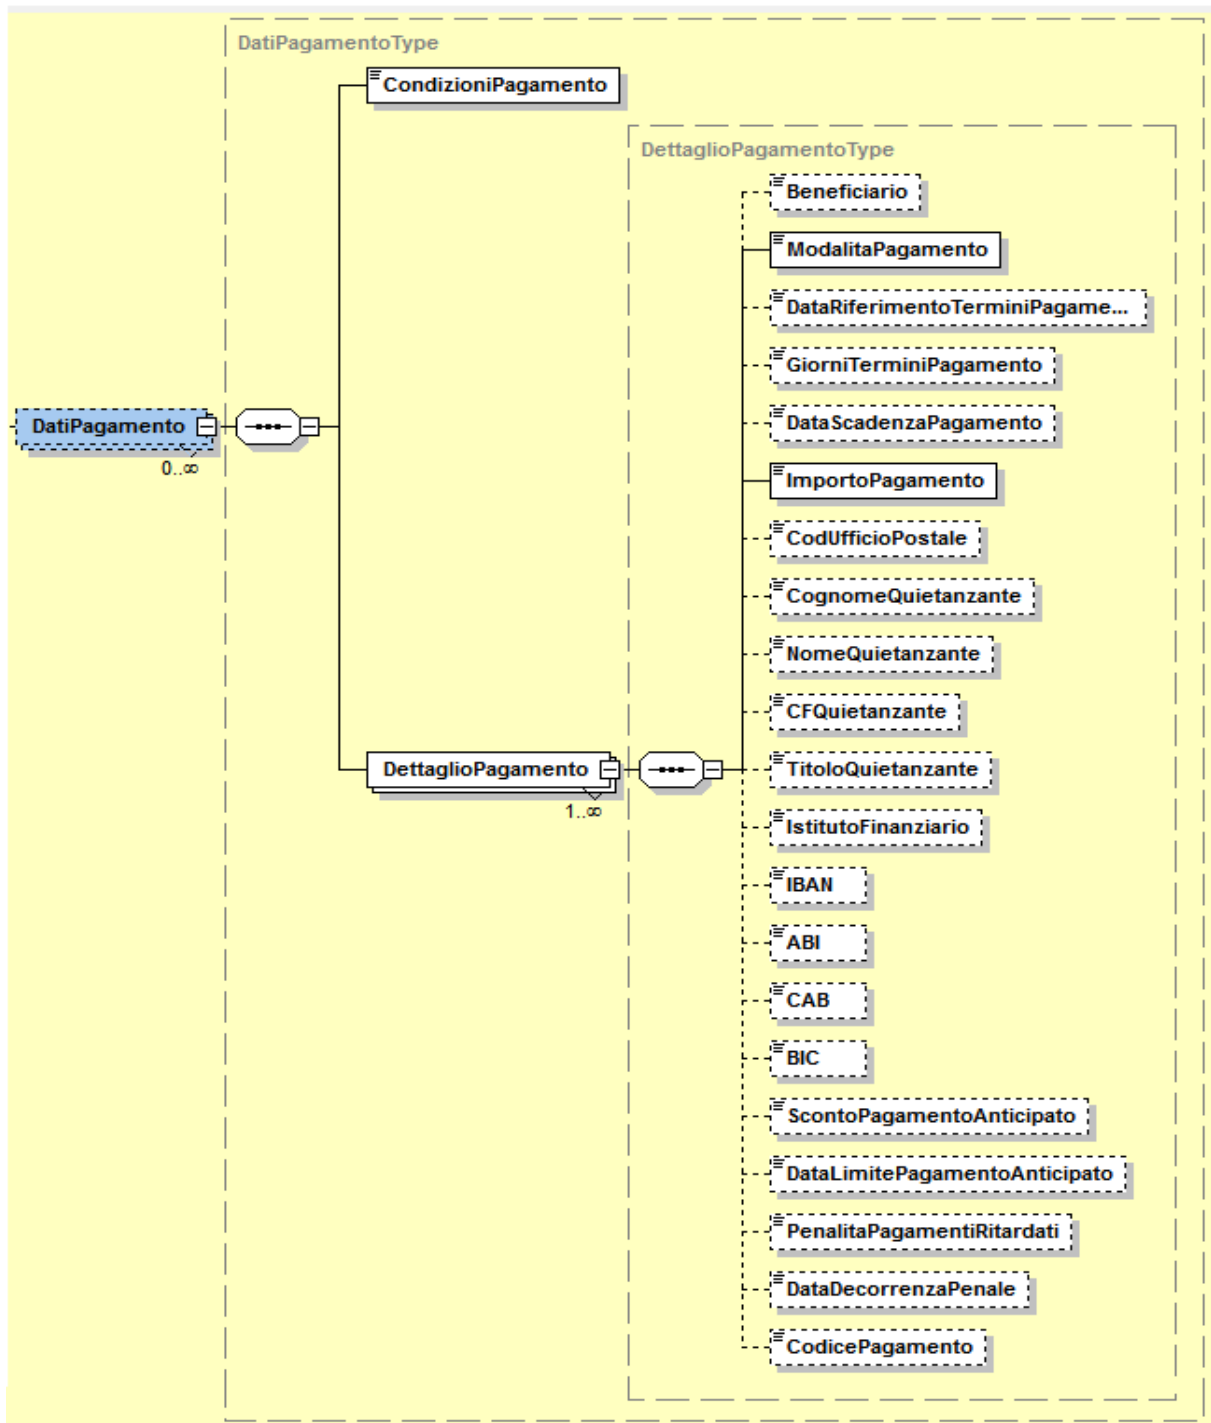 DatiPagamentoType
CondizioniPagamento
DettaglioPagamentoType
Beneficiario
ModalitaPagamento
DataRiferimentoTerminiPagame...
GiorniTerminiPagamento
DataScadenzaPagamento
DatiPagamento
0..∞
ImportoPagamento
CodUfficioPostale
CognomeQuietanzante
NomeQuietanzante
CFQuietanzante
DettaglioPagamento
1..∞
TitoloQuietanzante
IstitutoFinanziario
IBAN
ABI
CAB
BIC
ScontoPagamentoAnticipato
DataLimitePagamentoAnticipato
PenalitaPagamentiRitardati
DataDecorrenzaPenale
CodicePagamento